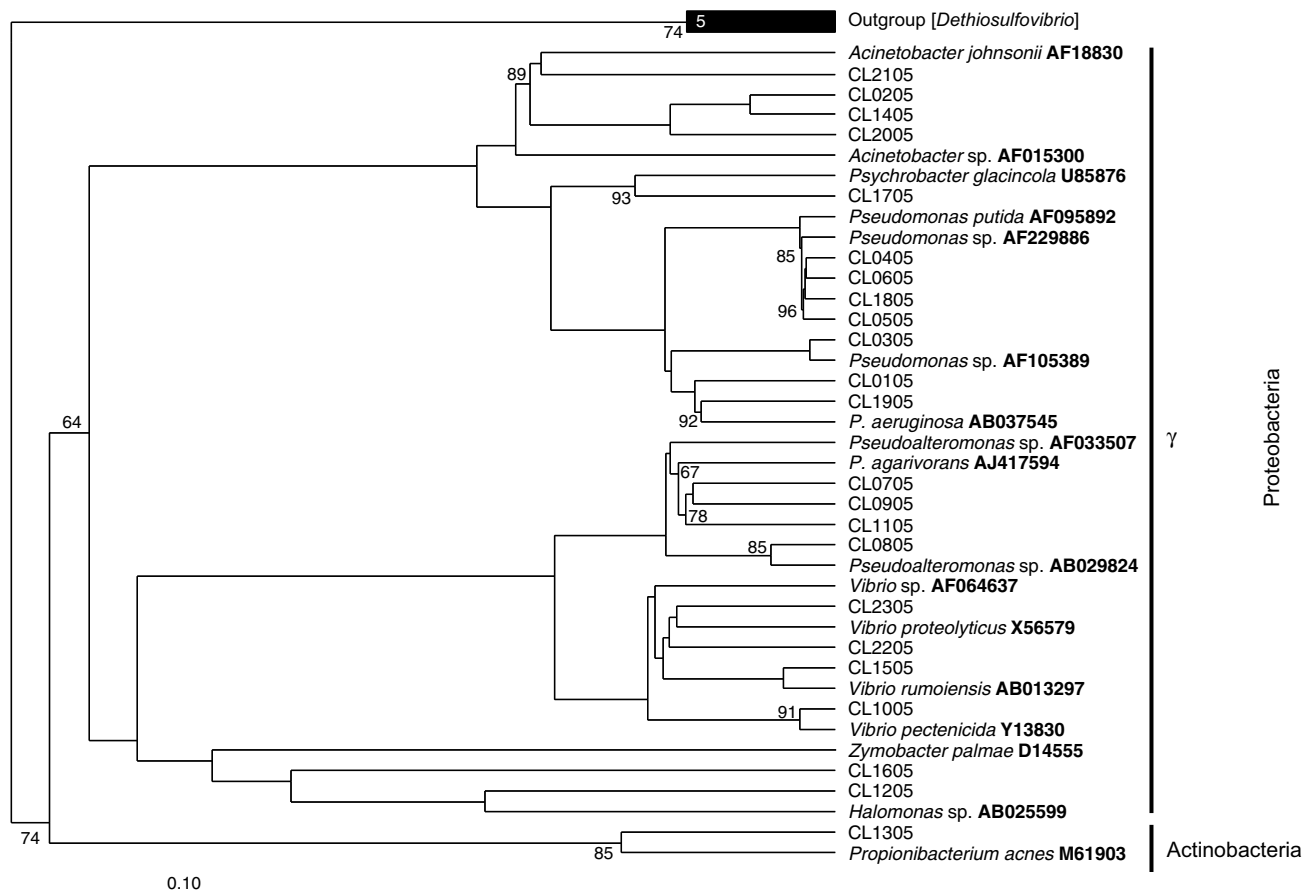 5
Outgroup [Dethiosulfovibrio]
74
Acinetobacter johnsonii AF18830
89
CL2105
CL0205
CL1405
CL2005
Acinetobacter sp. AF015300
Psychrobacter glacincola U85876
93
CL1705
Pseudomonas putida AF095892
Pseudomonas sp. AF229886
85
CL0405
CL0605
CL1805
96
CL0505
CL0305
Pseudomonas sp. AF105389
CL0105
CL1905
92
P. aeruginosa AB037545
64
Pseudoalteromonas sp. AF033507
γ
Proteobacteria
P. agarivorans AJ417594
67
CL0705
CL0905
78
CL1105
CL0805
85
Pseudoalteromonas sp. AB029824
Vibrio sp. AF064637
CL2305
Vibrio proteolyticus X56579
CL2205
CL1505
Vibrio rumoiensis AB013297
CL1005
91
Vibrio pectenicida Y13830
Zymobacter palmae D14555
CL1605
CL1205
Halomonas sp. AB025599
74
CL1305
85
Propionibacterium acnes M61903
Actinobacteria
0.10